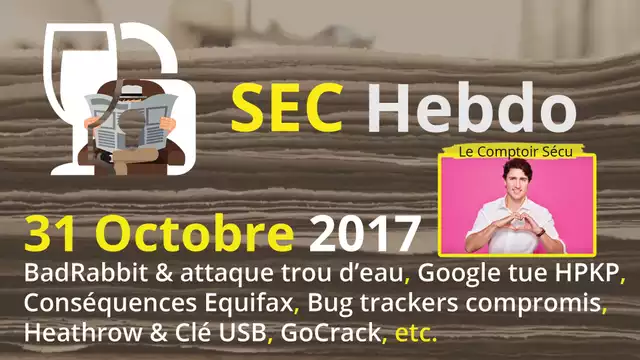 SEC Hebdo
Le Comptoir Sécu
31 Octobre 2017
BadRabbit & attaque trou d’eau, Google tue HPKP,
Conséquences Equifax, Bug trackers compromis,
Heathrow & Clé USB, GoCrack, etc.